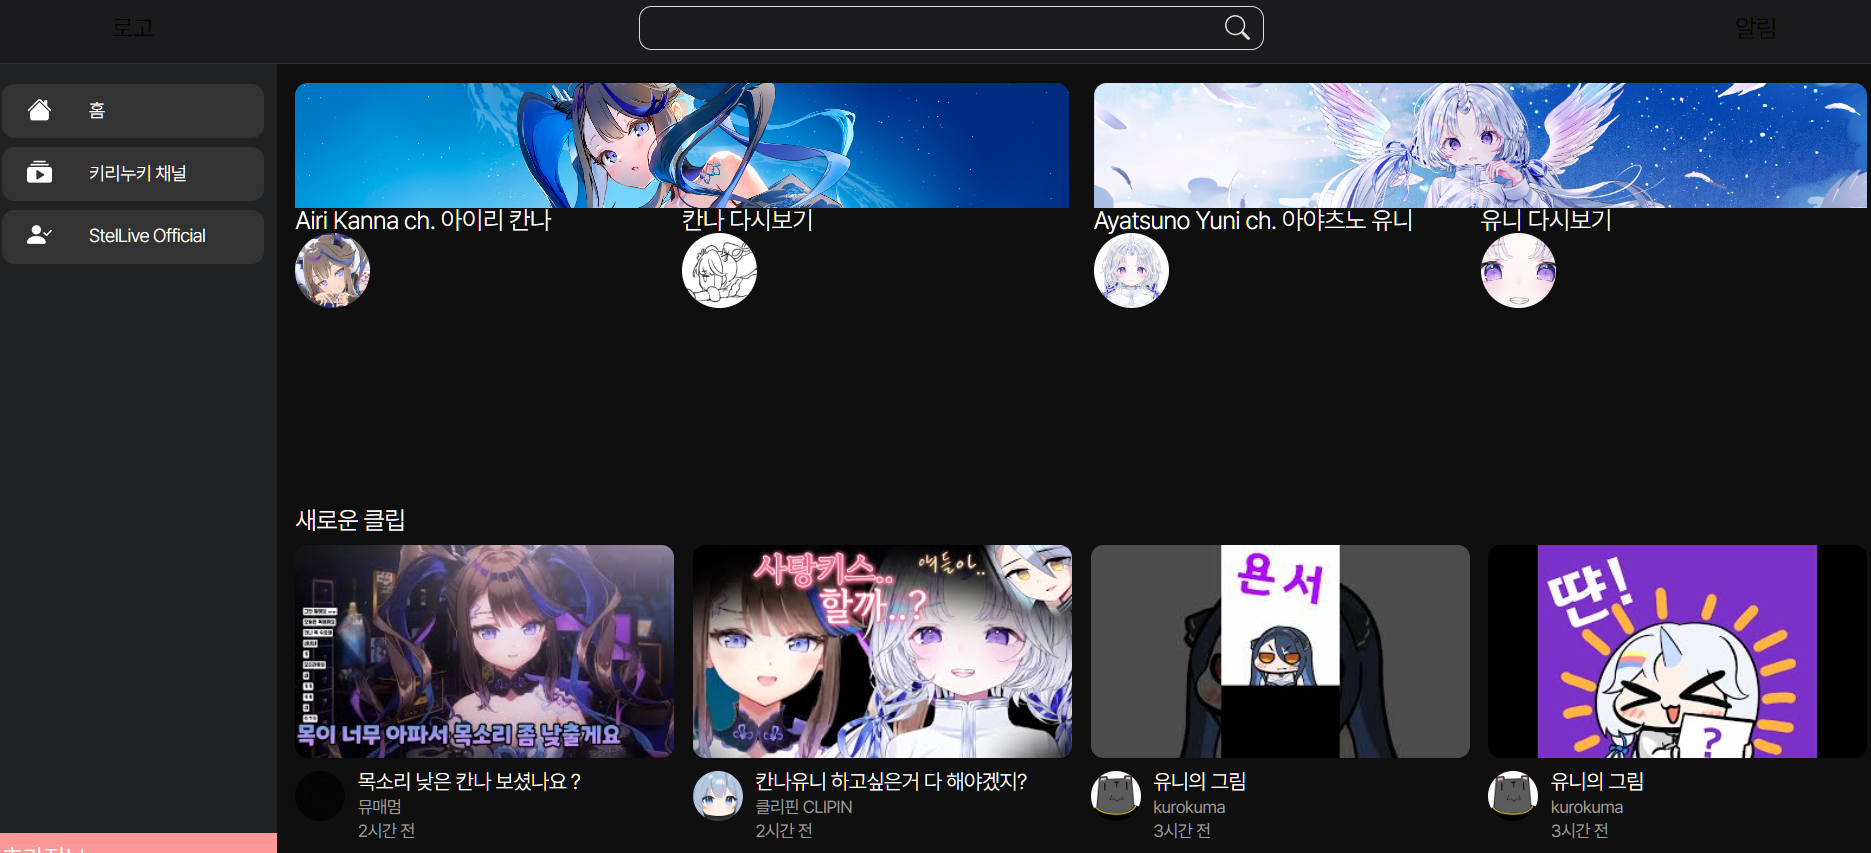 로고
알림
홈
키리누키 채널
StelLive Official
Airi Kanna ch. 아이리 칸나
칸나 다시보기
Ayatsuno Yuni ch. 아야츠노 유니
유니 다시보기
새로운 클립
목이 너무 아파서 목소리 좀 낮출게요
사탕키스..
할까..?
얘들아..
욘서
딴!
?
목소리 낮은 칸나 보셨나요 ?
뮤매멈
2시간 전
칸나유니 하고싶은거 다 해야겠지?
클리핀 CLIPIN
2시간 전
유니의 그림
kurokuma
3시간 전
유니의 그림
kurokuma
3시간 전